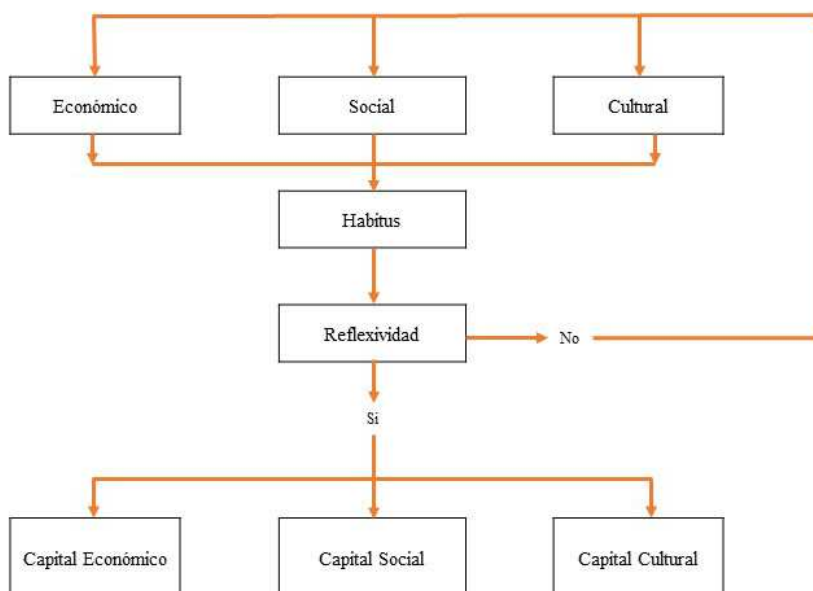 Económico
Social
Cultural
Habitus
Reflexividad
No
Si
Capital Económico
Capital Social
Capital Cultural